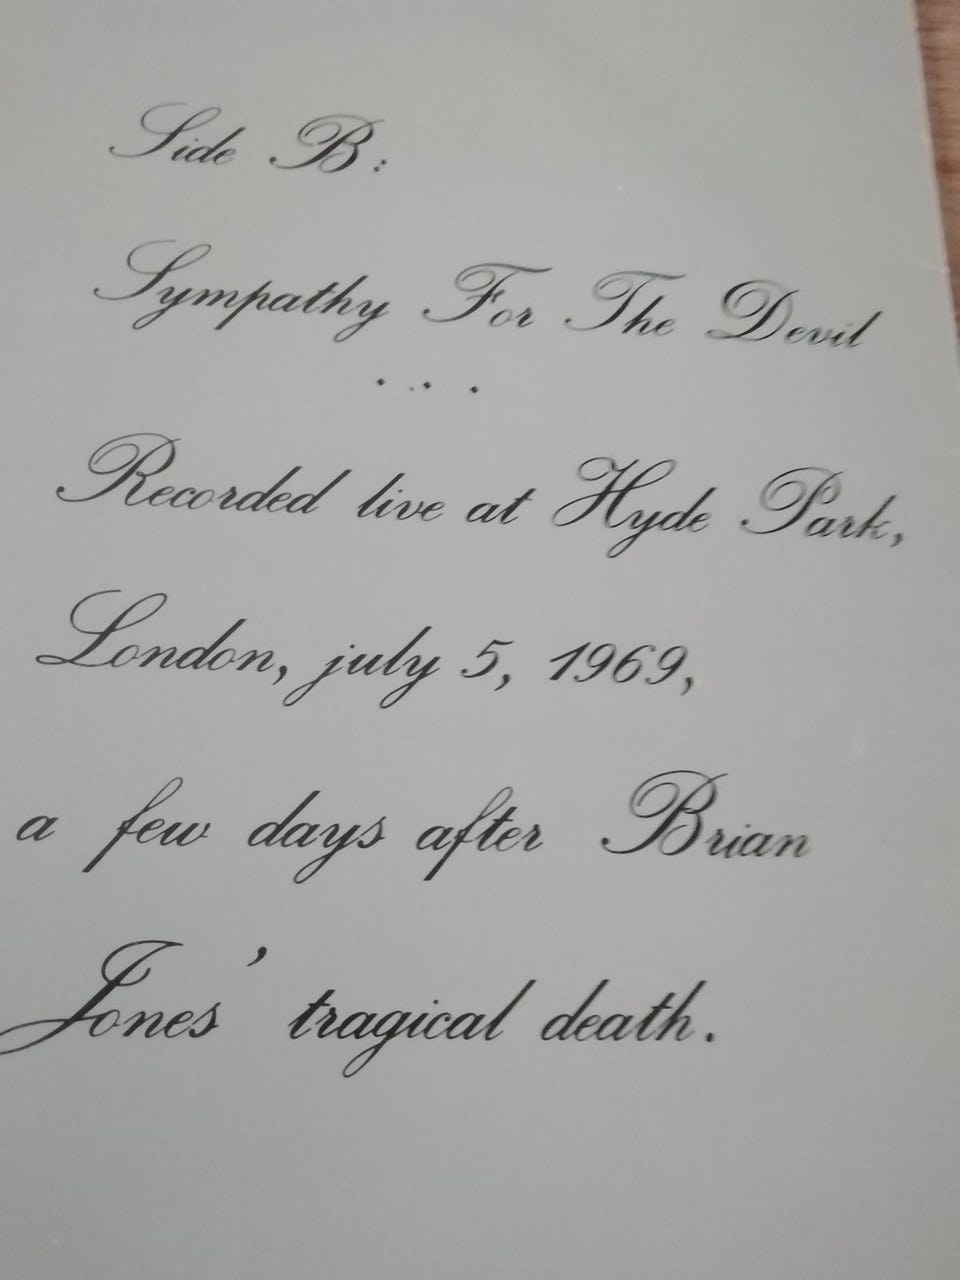 Side B:
Sympathy For The Devil
. . .
Recorded live at Hyde Park,
London, july 5, 1969,
a few days after Brian
Jones' tragical death.